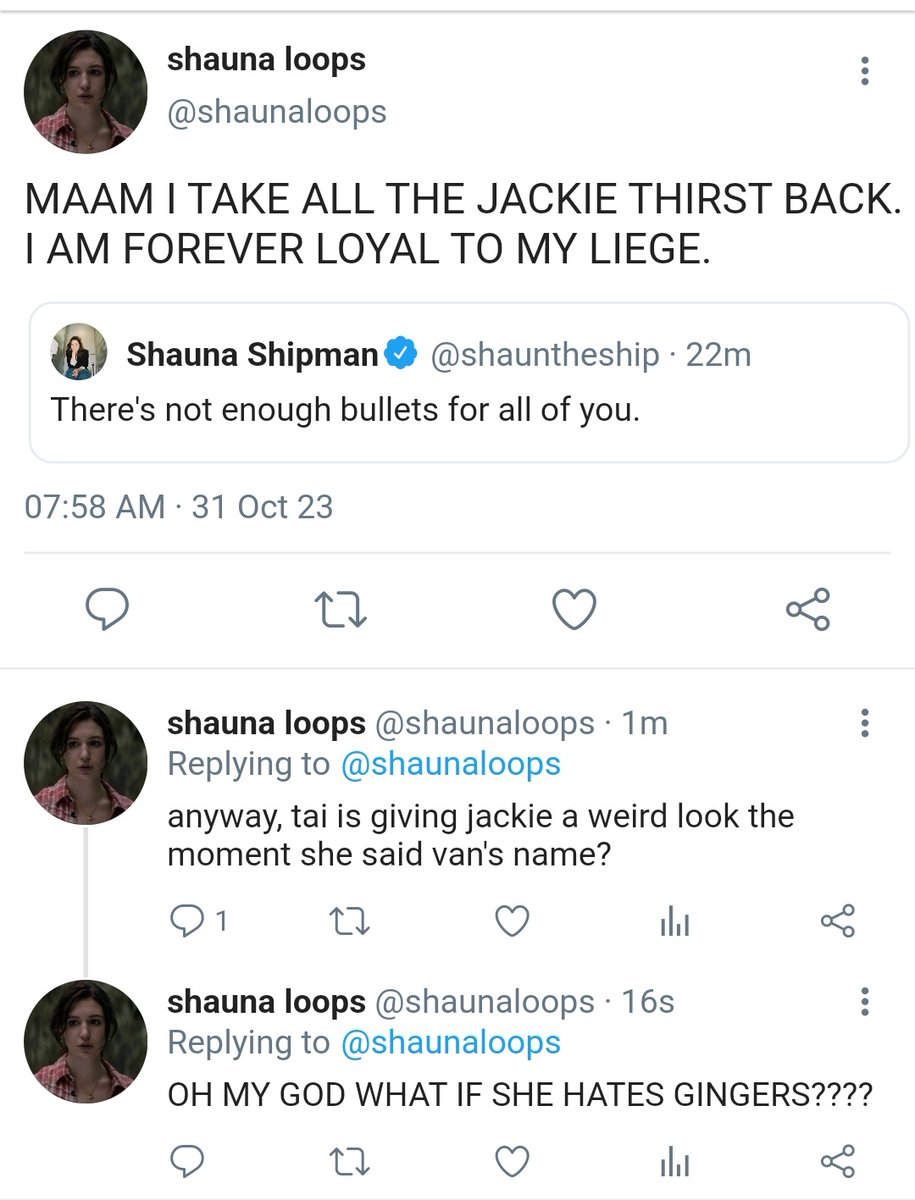 shauna loops
@shaunaloops
MAAM I TAKE ALL THE JACKIE THIRST BACK.
I AM FOREVER LOYAL TO MY LIEGE.
Shauna Shipman @shauntheship · 22m
There's not enough bullets for all of you.
07:58 AM · 31 Oct 23
shauna loops @shaunaloops · 1m
Replying to @shaunaloops
anyway, tai is giving jackie a weird look the
moment she said van's name?
1
shauna loops @shaunaloops · 16s
Replying to @shaunaloops
OH MY GOD WHAT IF SHE HATES GINGERS????